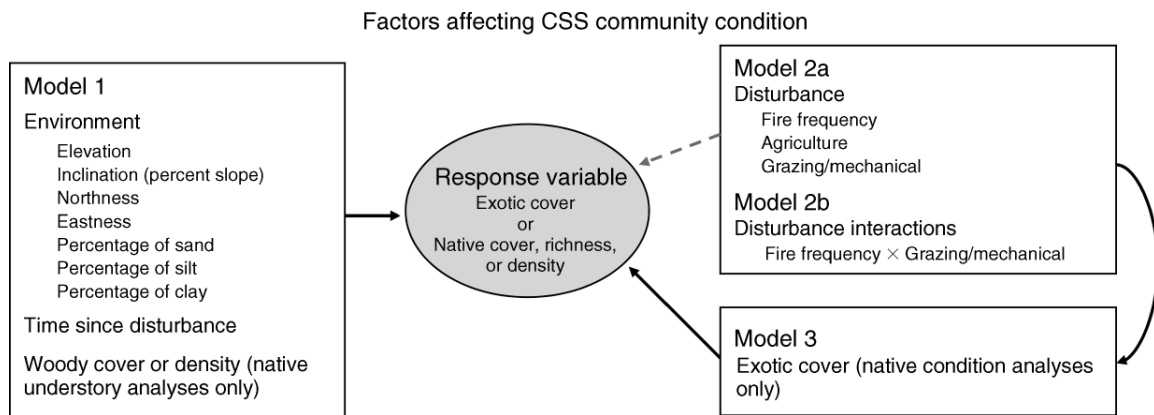 Factors affecting CSS community condition
Model 1
Environment
Elevation
Inclination (percent slope)
Northness
Eastness
Percentage of sand
Percentage of silt
Percentage of clay
Time since disturbance
Woody cover or density (native
understory analyses only)
Response variable
Exotic cover
or
Native cover, richness,
or density
Model 2a
Disturbance
Fire frequency
Agriculture
Grazing/mechanical
Model 2b
Disturbance interactions
Fire frequency × Grazing/mechanical
Model 3
Exotic cover (native condition analyses
only)